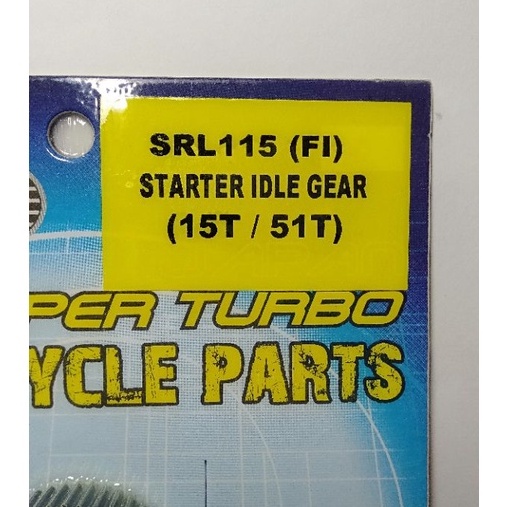 SRL115 (FI)
STARTER IDLE GEAR
(15T / 51T)
PER TURBO
YCLE PARTS